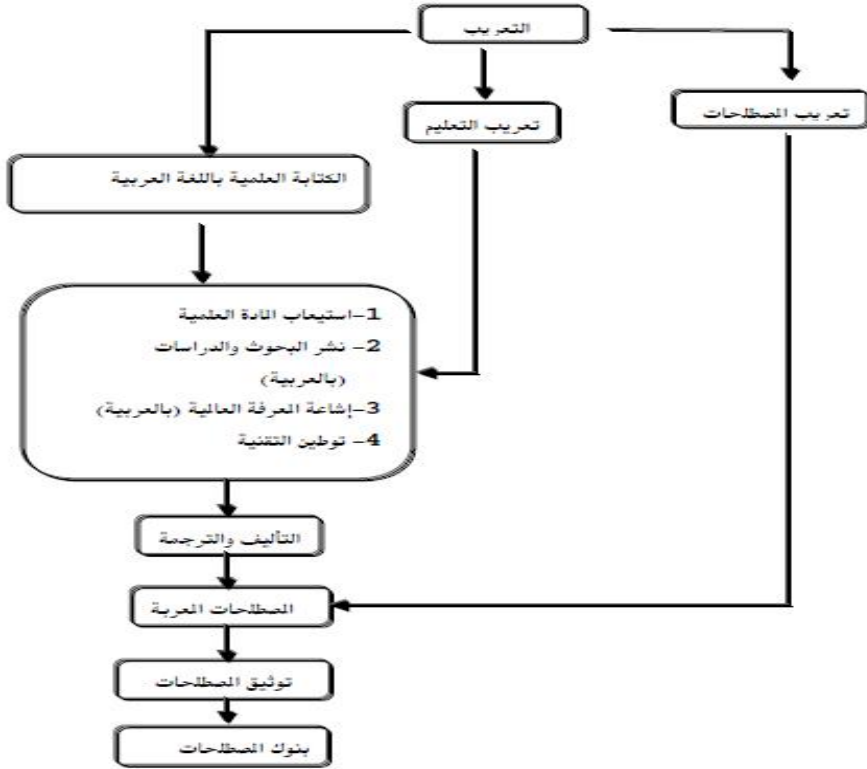 التعريب
تعريب المصطلحات
تعريب التعليم
الكتابة العلمية باللغة العربية
1-استيعاب المادة العلمية
2- نشر البحوث والدراسات
(بالعربية)
3-إشاعة المعرفة العالمية (بالعربية)
4- توطين التقنية
التأليف والترجمة
المصطلحات المعربة
توثيق المصطلحات
بنوك المصطلحات